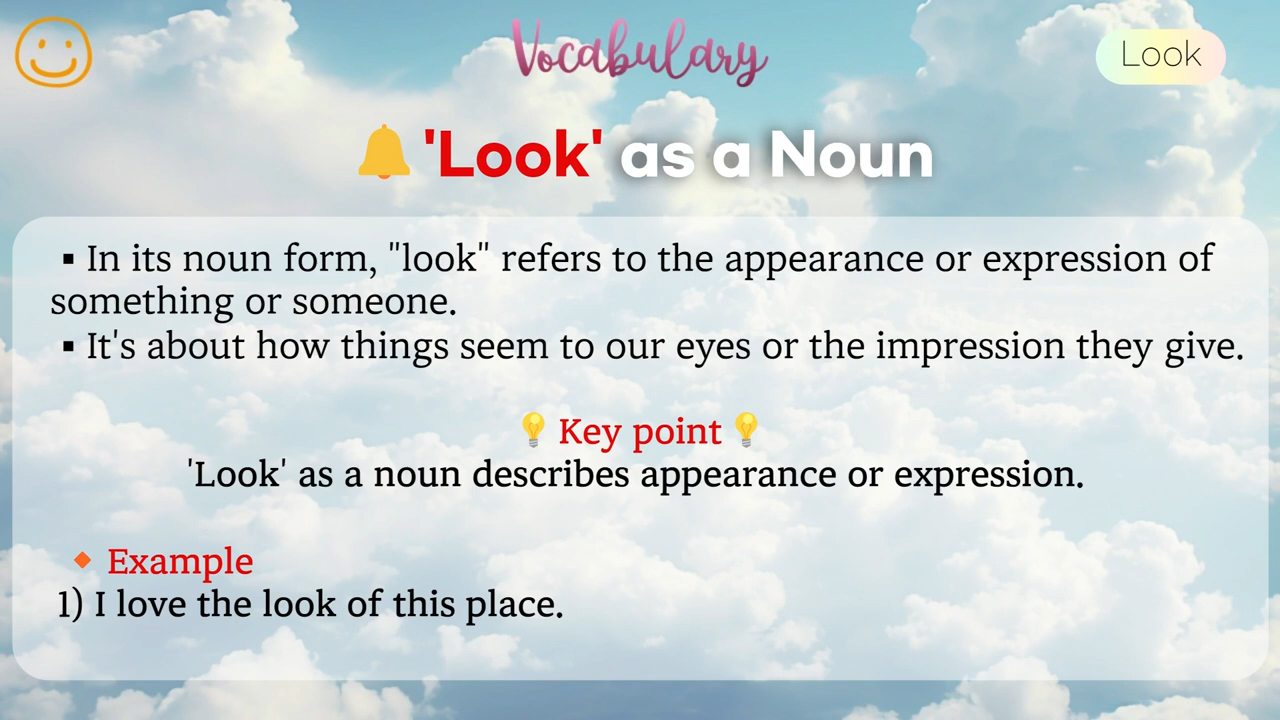 Vocabulary
Look
'Look' as a Noun
▪ In its noun form, "look" refers to the appearance or expression of
something or someone.
▪ It's about how things seem to our eyes or the impression they give.
💡 Key point 💡
'Look' as a noun describes appearance or expression.
🔸 Example
1) I love the look of this place.